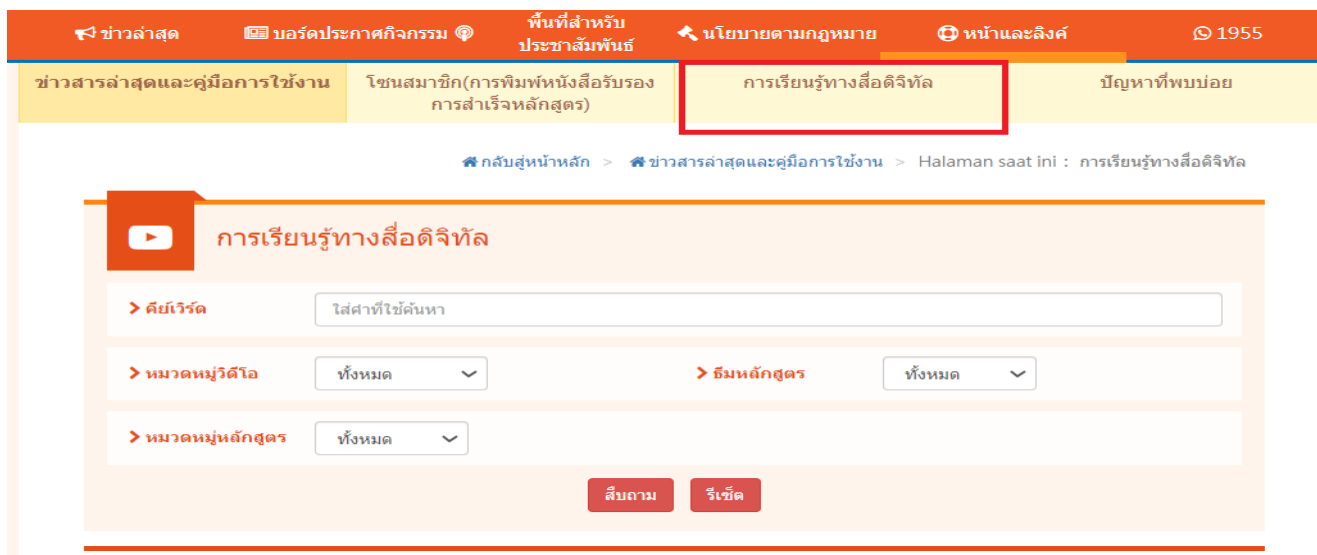 ข่าวล่าสุด
บอร์ดประกาศกิจกรรม
พื้นที่สำหรับ
ประชาสัมพันธ์
นโยบายตามกฎหมาย
หน้าและลิงค์
1955
ข่าวสารล่าสุดและคู่มือการใช้งาน
โซนสมาชิก(การพิมพ์หนังสือรับรอง
การสำเร็จหลักสูตร)
การเรียนรู้ทางสื่อดิจิทัล
ปัญหาที่พบบ่อย
กลับสู่หน้าหลัก > ข่าวสารล่าสุดและคู่มือการใช้งาน > Halaman saat ini : การเรียนรู้ทางสื่อดิจิทัล
การเรียนรู้ทางสื่อดิจิทัล
คีย์เวิร์ด ใส่คำที่ใช้ค้นหา
หมวดหมู่วิดีโอ ทั้งหมด ธีมหลักสูตร ทั้งหมด
หมวดหมู่หลักสูตร ทั้งหมด
สืบถาม รีเซ็ต